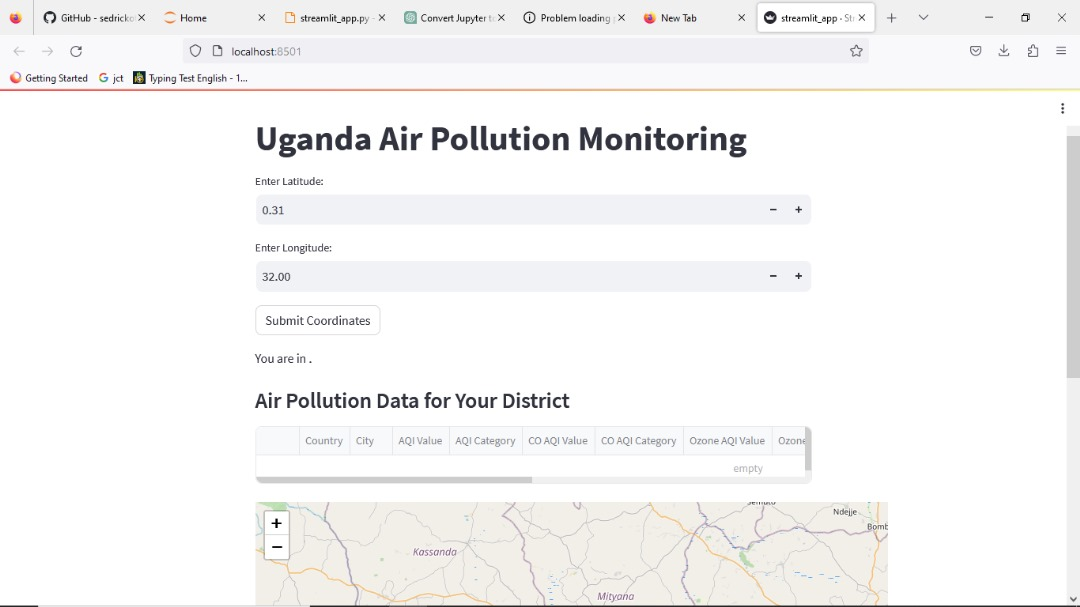 GitHub - sedricko
Home
streamlit_app.py -
Convert Jupyter t
Problem loading
New Tab
streamlit_app · St
localhost:8501
Getting Started
jct
Typing Test English - 1...
Uganda Air Pollution Monitoring
Enter Latitude:
0.31
− +
Enter Longitude:
32.00
− +
Submit Coordinates
You are in .
Air Pollution Data for Your District
Country City AQI Value AQI Category CO AQI Value CO AQI Category Ozone AQI Value Ozone
empty
+
Ndejje
Bomb
−
Kassanda
Mityana